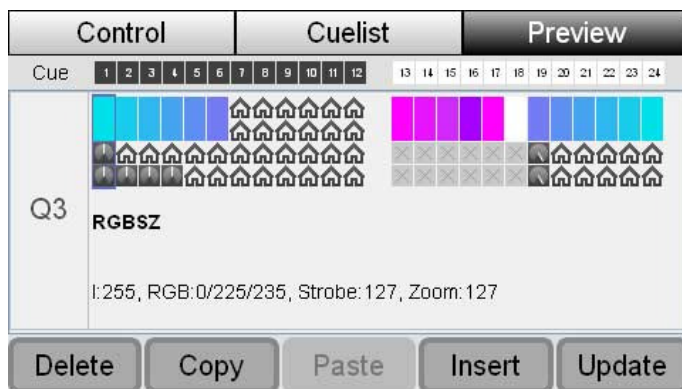 Control Cuelist Preview
Cue 1 2 3 4 5 6 7 8 9 10 11 12 13 14 15 16 17 18 19 20 21 22 23 24
Q3
RGBSZ
I:255, RGB:0/225/235, Strobe:127, Zoom:127
Delete Copy Paste Insert Update